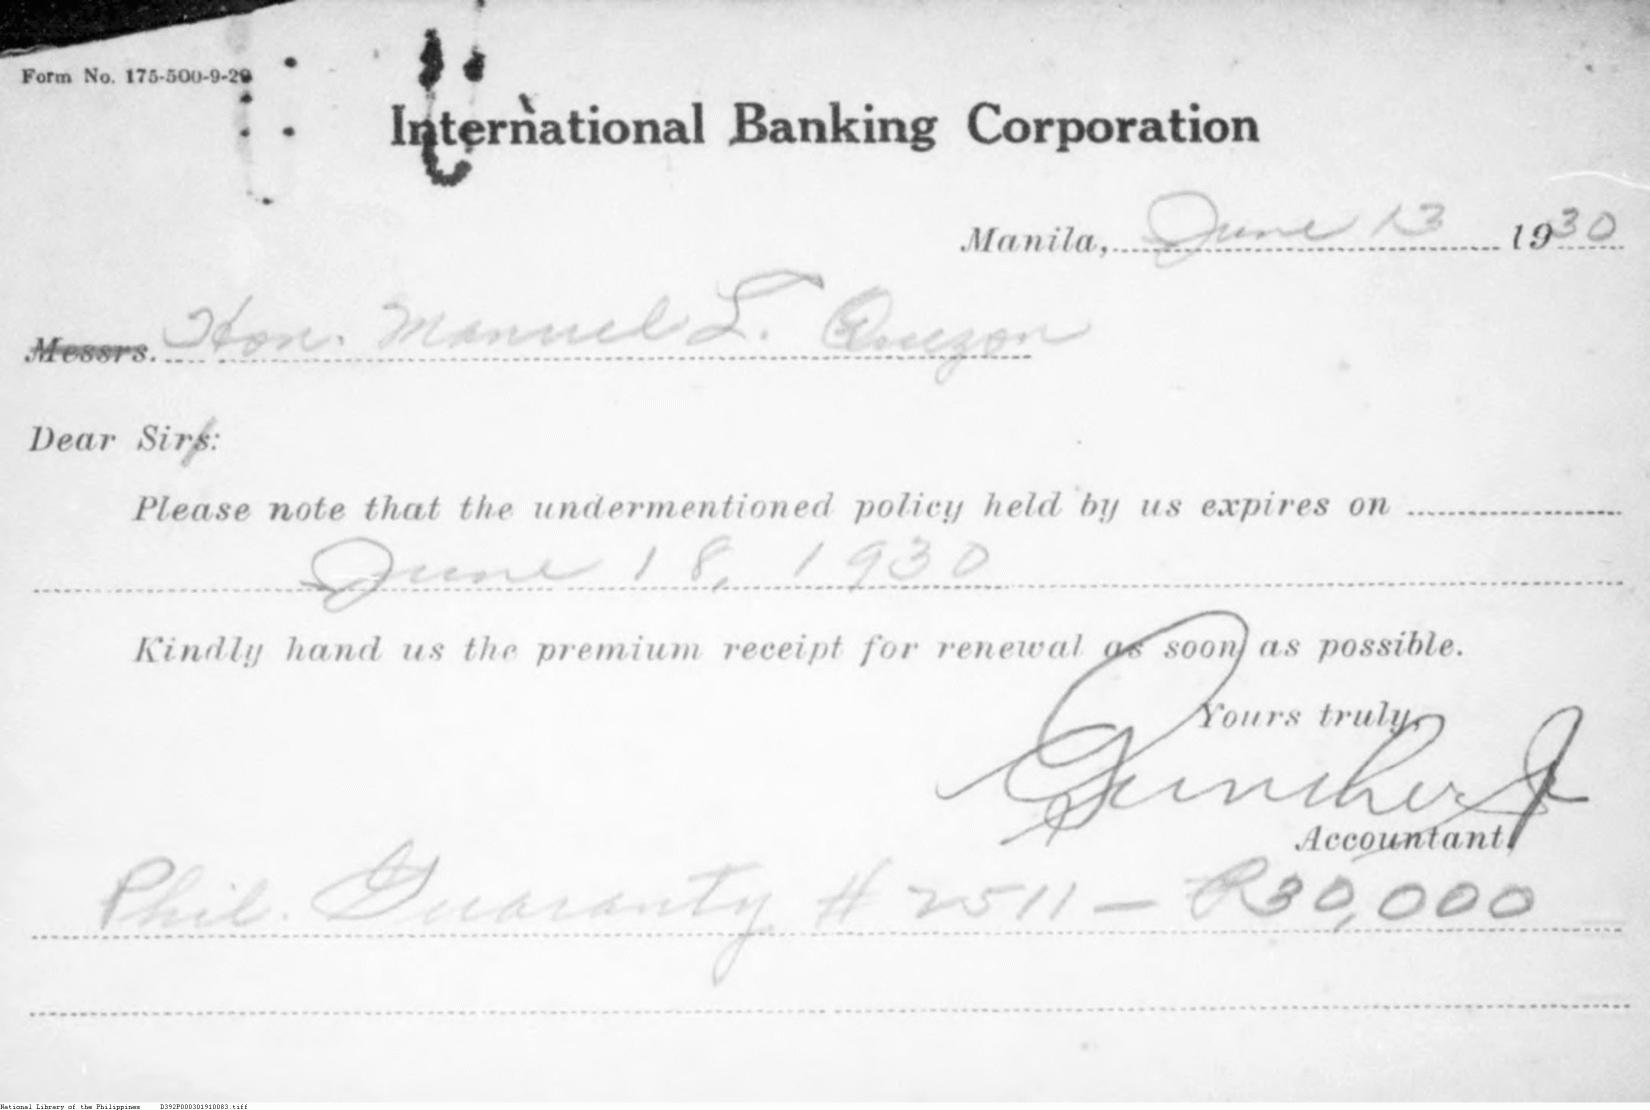 Form No. 175-500-9-29
International Banking Corporation
Manila, June 13 1930
Messrs. Hon. Manuel L. Quezon
Dear Sirs:
Please note that the undermentioned policy held by us expires on
June 18, 1930
Kindly hand us the premium receipt for renewal as soon as possible.
Yours truly,
Accountant.
Phil. Guaranty # 2511 — ₱30,000
National Library of the Philippines D392P000301910083.tiff